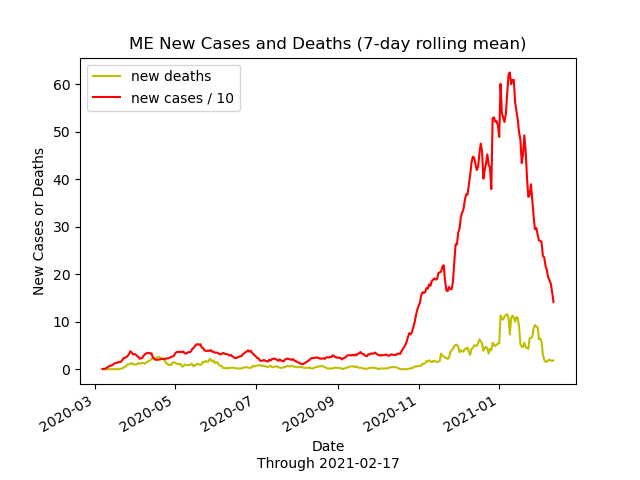 ME New Cases and Deaths (7-day rolling mean)
new deaths
new cases / 10
New Cases or Deaths
60
50
40
30
20
10
0
2020-03
2020-05
2020-07
2020-09
2020-11
2021-01
Date
Through 2021-02-17